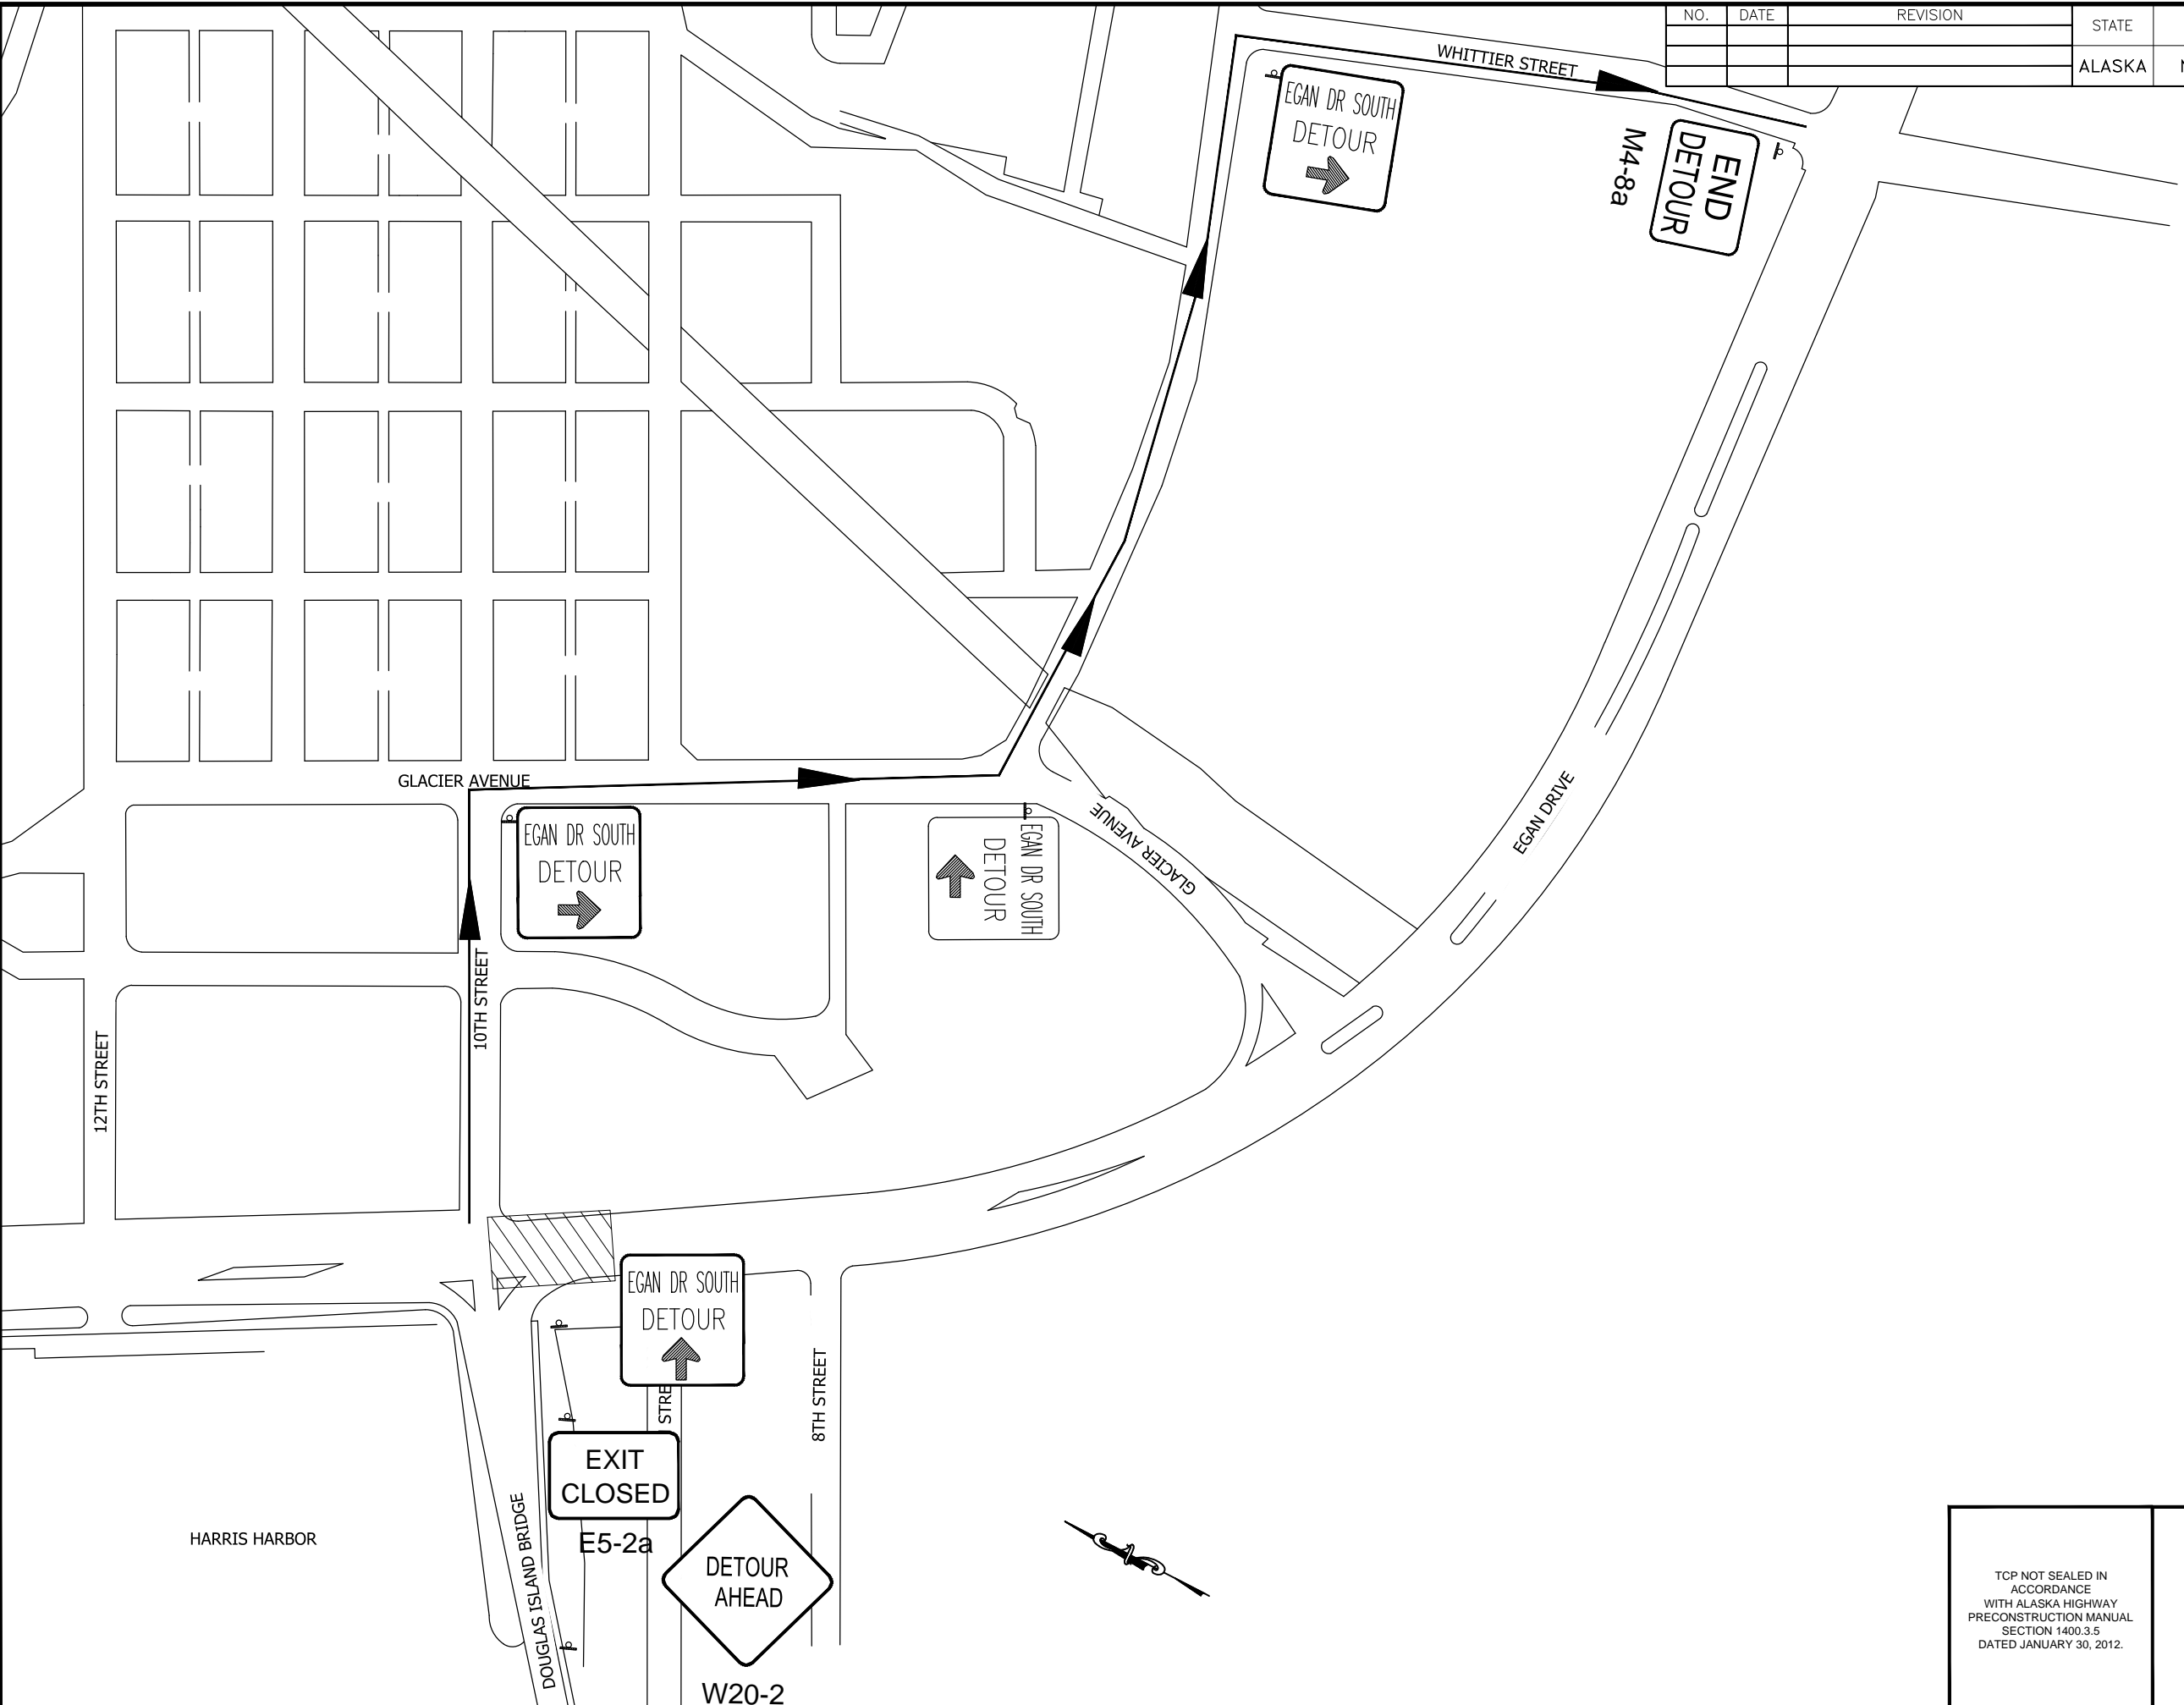 NO. DATE REVISION STATE
ALASKA
WHITTIER STREET
EGAN DR SOUTH
DETOUR
END
DETOUR
M4-8a
GLACIER AVENUE
EGAN DR SOUTH
DETOUR
EGAN DR SOUTH
DETOUR
GLACIER AVENUE
EGAN DRIVE
10TH STREET
12TH STREET
EGAN DR SOUTH
DETOUR
STRE
8TH STREET
EXIT
CLOSED
E5-2a
HARRIS HARBOR
DOUGLAS ISLAND BRIDGE
DETOUR
AHEAD
W20-2
TCP NOT SEALED IN
ACCORDANCE
WITH ALASKA HIGHWAY
PRECONSTRUCTION MANUAL
SECTION 1400.3.5
DATED JANUARY 30, 2012.